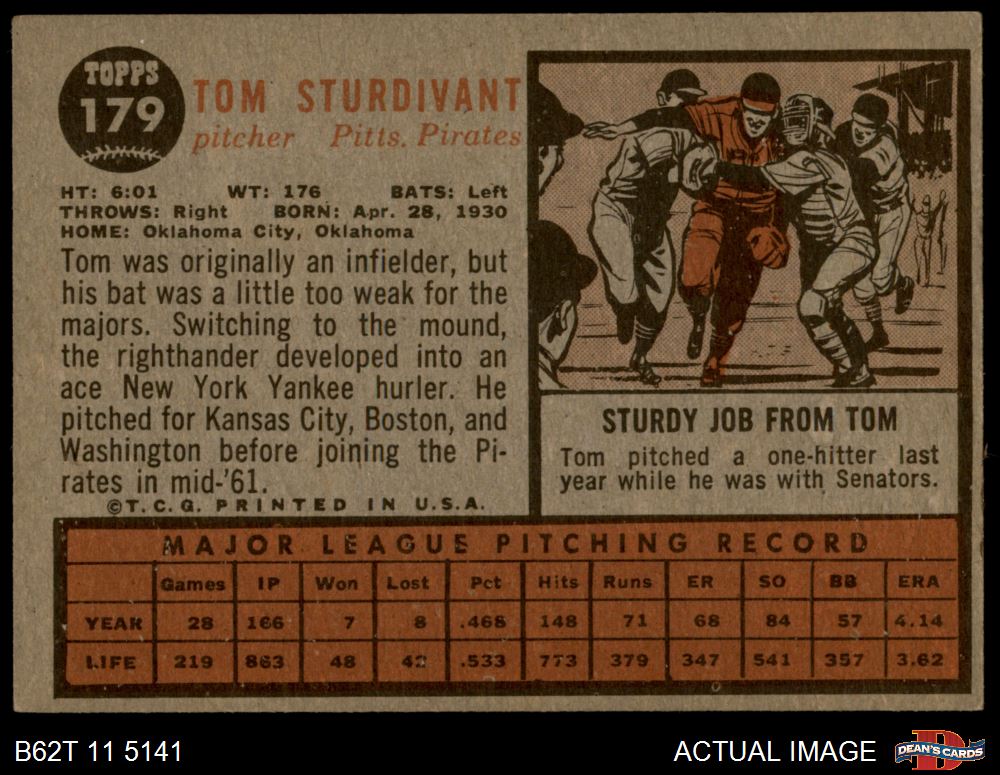 TOPPS
179
TOM STURDIVANT
pitcher Pitts. Pirates
HT: 6:01 WT: 176 BATS: Left
THROWS: Right BORN: Apr. 28, 1930
HOME: Oklahoma City, Oklahoma
Tom was originally an infielder, but
his bat was a little too weak for the
majors. Switching to the mound,
the righthander developed into an
ace New York Yankee hurler. He
pitched for Kansas City, Boston, and
Washington before joining the Pi-
rates in mid-'61.
©T.C.G. PRINTED IN U.S.A.
STURDY JOB FROM TOM
Tom pitched a one-hitter last
year while he was with Senators.
MAJOR LEAGUE PITCHING RECORD
Games IP Won Lost Pct Hits Runs ER SO BB ERA
YEAR 28 166 7 8 .468 148 71 68 84 57 4.14
LIFE 219 863 48 42 .533 773 379 347 541 357 3.62
B62T 11 5141
ACTUAL IMAGE
DEAN'S CARDS